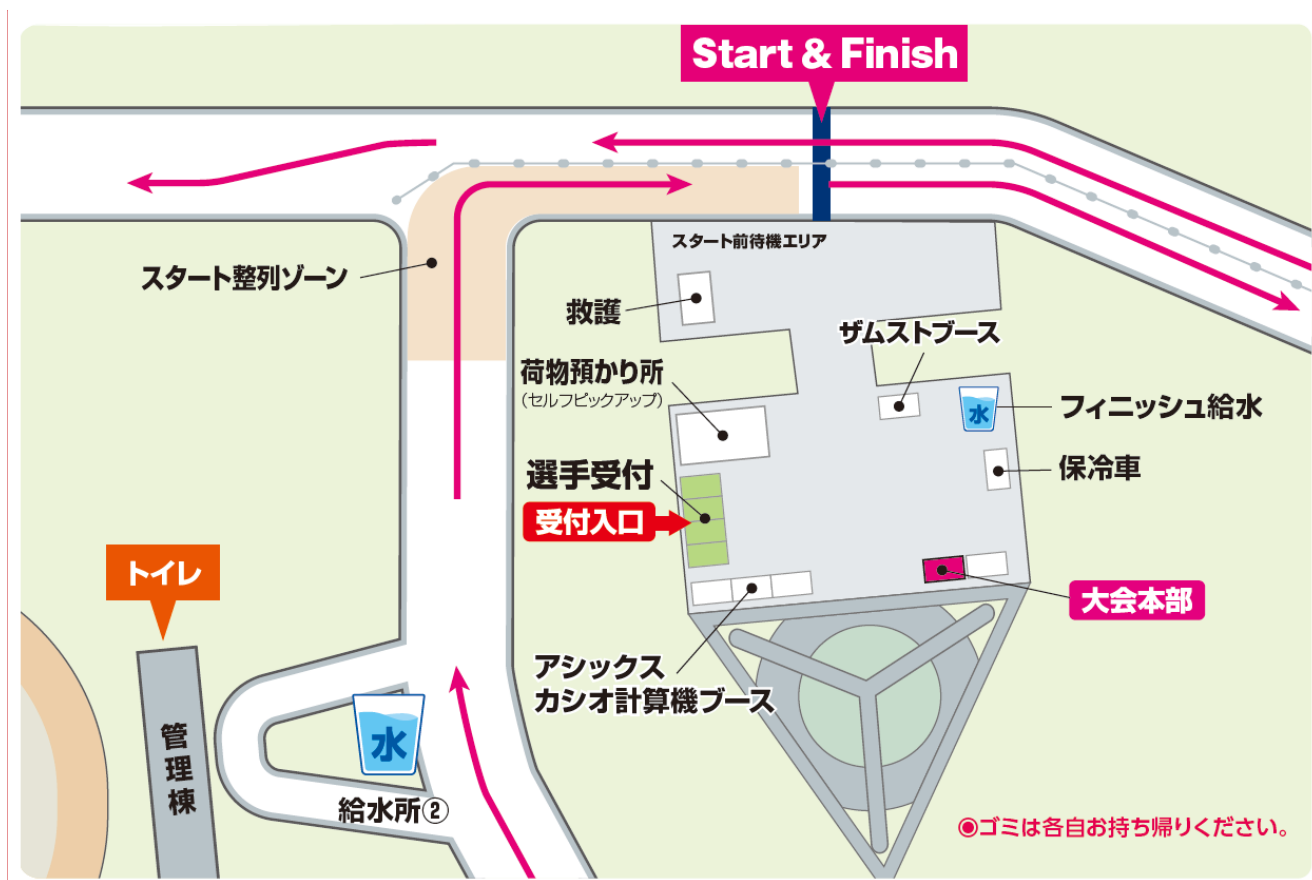 Start & Finish
スタート前待機エリア
スタート整列ゾーン
救護
ザムストブース
荷物預かり所
（セルフピックアップ）
水
フィニッシュ給水
選手受付
保冷車
受付入口
トイレ
大会本部
アシックス
カシオ計算機ブース
管理棟
水
給水所②
◉ゴミは各自お持ち帰りください。